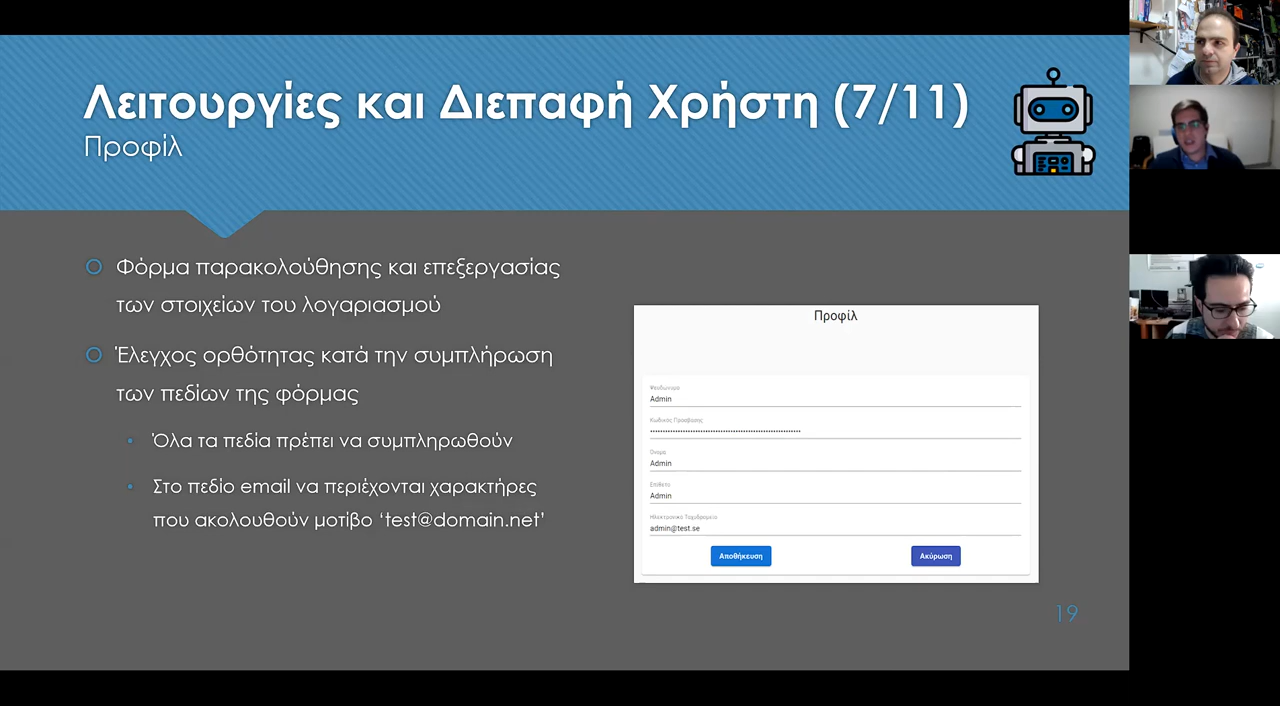 Λειτουργίες και Διεπαφή Χρήστη (7/11)
Προφίλ
Φόρμα παρακολούθησης και επεξεργασίας
των στοιχείων του λογαριασμού
Έλεγχος ορθότητας κατά την συμπλήρωση
των πεδίων της φόρμας
Όλα τα πεδία πρέπει να συμπληρωθούν
Στο πεδίο email να περιέχονται χαρακτήρες
που ακολουθούν μοτίβο ‘test@domain.net’
Προφίλ
Ψευδώνυμο
Admin
Κωδικός Πρόσβασης
Όνομα
Admin
Επίθετο
Admin
Ηλεκτρονικό Ταχυδρομείο
admin@test.se
Αποθήκευση
Ακύρωση
19